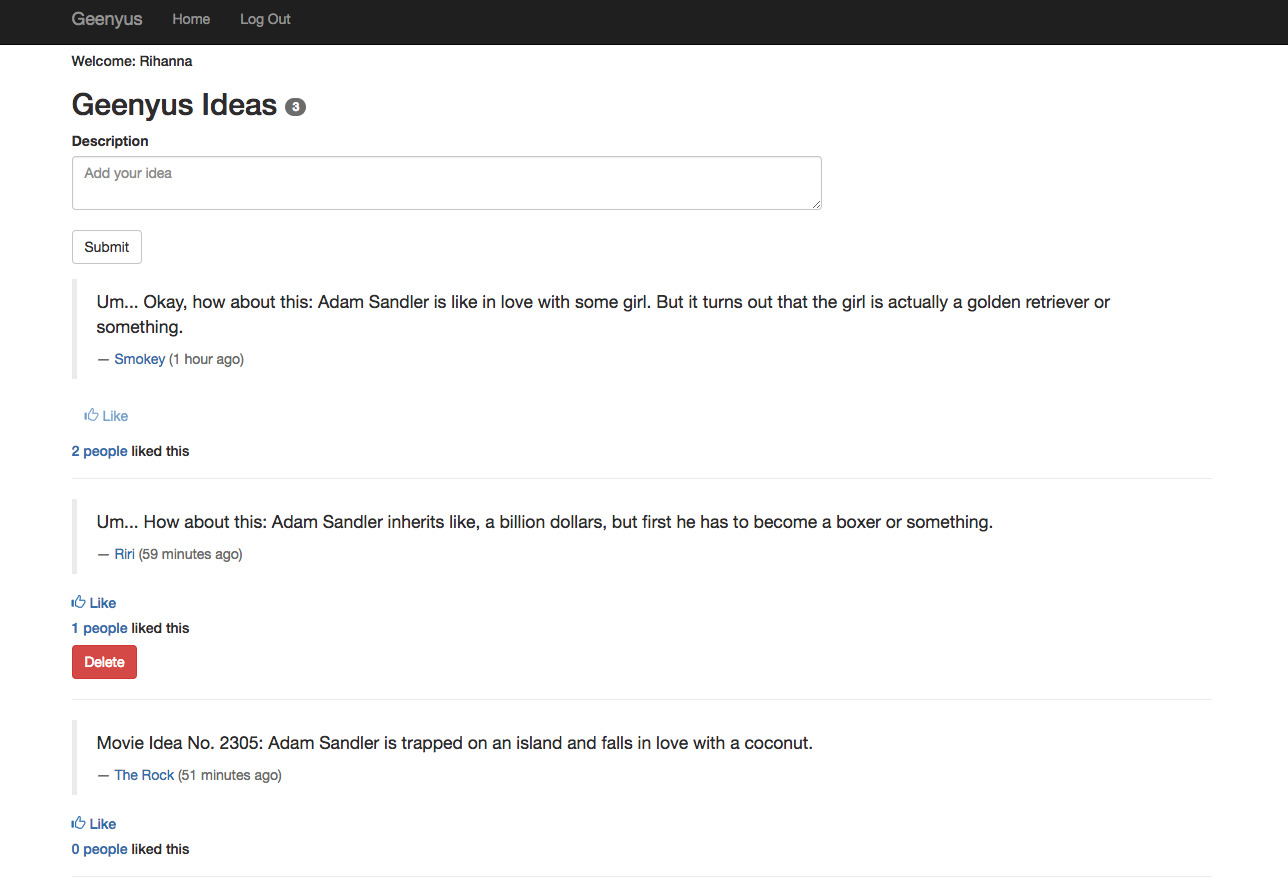 Geenyus Home Log Out
Welcome: Rihanna
Geenyus Ideas 3
Description
Add your idea
Submit
Um... Okay, how about this: Adam Sandler is like in love with some girl. But it turns out that the girl is actually a golden retriever or
something.
— Smokey (1 hour ago)
Like
2 people liked this
Um... How about this: Adam Sandler inherits like, a billion dollars, but first he has to become a boxer or something.
— Riri (59 minutes ago)
Like
1 people liked this
Delete
Movie Idea No. 2305: Adam Sandler is trapped on an island and falls in love with a coconut.
— The Rock (51 minutes ago)
Like
0 people liked this